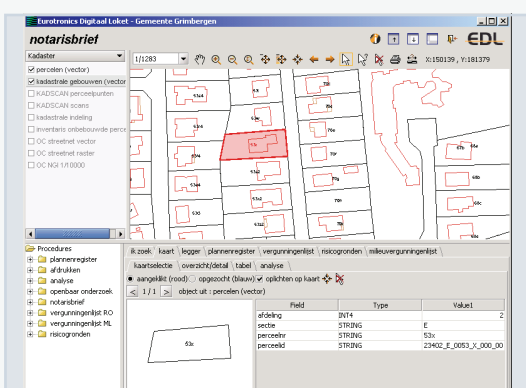 Eurotronics Digitaal Loket - Gemeente Grimbergen
notarisbrief
EDL
Kadaster
1/1283
X:150139 , Y:181379
percelen (vector)
kadastrale gebouwen (vector
KADSCAN perceelpunten
KADSCAN scans
kadastrale indeling
inventaris onbebouwde perce
OC streetnet vector
OC streetnet raster
OC NGI 1/10000
53x
70f
Procedures
plannenregister
afdrukken
analyse
openbaar onderzoek
notarisbrief
vergunningenlijst RO
vergunningenlijst ML
risicogronden
ik zoek kaart legger plannenregister vergunningenlijst risicogronden milieuvergunningenlijst
kaartselectie overzicht/detail tabel analyse
aangeklikt (rood) opgezocht (blauw) oplichten op kaart
< 1 / 1 > object uit : percelen (vector)
53x
Field Type Value1
afdeling INT4 2
sectie STRING E
perceelnr STRING 53x
perceelid STRING 23402_E_0053_X_000_00